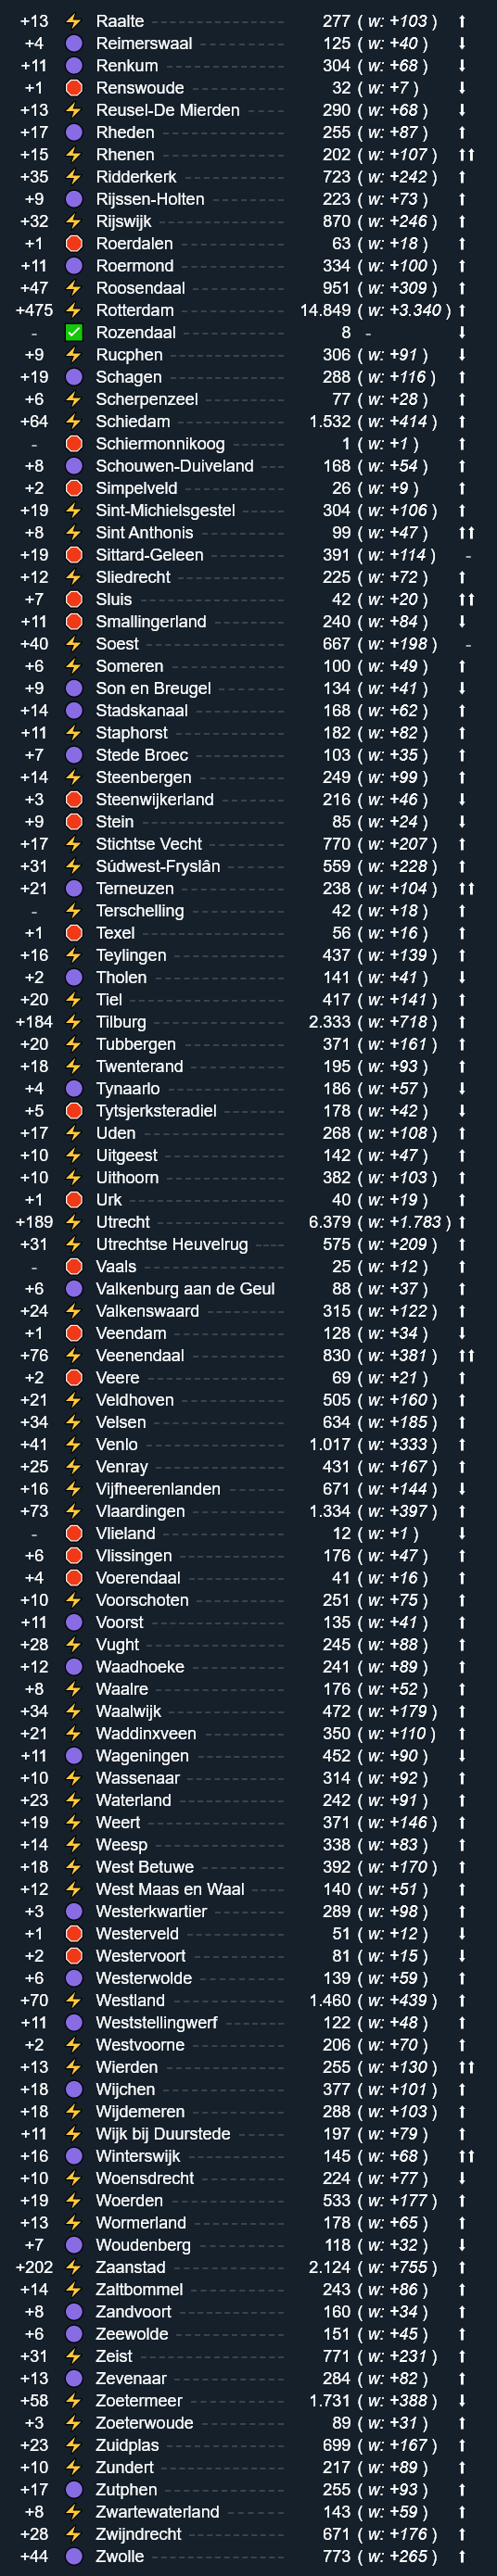 +13 ⚡ Raalte 277 ( w: +103 ) ⬆
+4 🟣 Reimerswaal 125 ( w: +40 ) ⬇
+11 🟣 Renkum 304 ( w: +68 ) ⬇
+1 🛑 Renswoude 32 ( w: +7 ) ⬇
+13 ⚡ Reusel-De Mierden 290 ( w: +68 ) ⬇
+17 🟣 Rheden 255 ( w: +87 ) ⬆
+15 ⚡ Rhenen 202 ( w: +107 ) ⬆⬆
+35 ⚡ Ridderkerk 723 ( w: +242 ) ⬆
+9 🟣 Rijssen-Holten 223 ( w: +73 ) ⬆
+32 ⚡ Rijswijk 870 ( w: +246 ) ⬆
+1 🛑 Roerdalen 63 ( w: +18 ) ⬆
+11 🟣 Roermond 334 ( w: +100 ) ⬆
+47 ⚡ Roosendaal 951 ( w: +309 ) ⬆
+475 ⚡ Rotterdam 14.849 ( w: +3.340 ) ⬆
- ✅ Rozendaal 8 - ⬇
+9 ⚡ Rucphen 306 ( w: +91 ) ⬇
+19 🟣 Schagen 288 ( w: +116 ) ⬆
+6 ⚡ Scherpenzeel 77 ( w: +28 ) ⬆
+64 ⚡ Schiedam 1.532 ( w: +414 ) ⬆
- 🛑 Schiermonnikoog 1 ( w: +1 ) ⬆
+8 🟣 Schouwen-Duiveland 168 ( w: +54 ) ⬆
+2 🛑 Simpelveld 26 ( w: +9 ) ⬆
+19 ⚡ Sint-Michielsgestel 304 ( w: +106 ) ⬆
+8 ⚡ Sint Anthonis 99 ( w: +47 ) ⬆⬆
+19 🛑 Sittard-Geleen 391 ( w: +114 ) -
+12 ⚡ Sliedrecht 225 ( w: +72 ) ⬆
+7 🛑 Sluis 42 ( w: +20 ) ⬆⬆
+11 🛑 Smallingerland 240 ( w: +84 ) ⬇
+40 ⚡ Soest 667 ( w: +198 ) -
+6 ⚡ Someren 100 ( w: +49 ) ⬆
+9 🟣 Son en Breugel 134 ( w: +41 ) ⬇
+14 🟣 Stadskanaal 168 ( w: +62 ) ⬆
+11 ⚡ Staphorst 182 ( w: +82 ) ⬆
+7 🟣 Stede Broec 103 ( w: +35 ) ⬆
+14 ⚡ Steenbergen 249 ( w: +99 ) ⬆
+3 🛑 Steenwijkerland 216 ( w: +46 ) ⬇
+9 🛑 Stein 85 ( w: +24 ) ⬇
+17 ⚡ Stichtse Vecht 770 ( w: +207 ) ⬆
+31 ⚡ Súdwest-Fryslân 559 ( w: +228 ) ⬆
+21 🟣 Terneuzen 238 ( w: +104 ) ⬆⬆
- ⚡ Terschelling 42 ( w: +18 ) ⬆
+1 🛑 Texel 56 ( w: +16 ) ⬆
+16 ⚡ Teylingen 437 ( w: +139 ) ⬆
+2 🟣 Tholen 141 ( w: +41 ) ⬇
+20 ⚡ Tiel 417 ( w: +141 ) ⬆
+184 ⚡ Tilburg 2.333 ( w: +718 ) ⬆
+20 ⚡ Tubbergen 371 ( w: +161 ) ⬆
+18 ⚡ Twenterand 195 ( w: +93 ) ⬆
+4 🟣 Tynaarlo 186 ( w: +57 ) ⬇
+5 🛑 Tytsjerksteradiel 178 ( w: +42 ) ⬇
+17 ⚡ Uden 268 ( w: +108 ) ⬆
+10 ⚡ Uitgeest 142 ( w: +47 ) ⬆
+10 ⚡ Uithoorn 382 ( w: +103 ) ⬆
+1 🛑 Urk 40 ( w: +19 ) ⬆
+189 ⚡ Utrecht 6.379 ( w: +1.783 ) ⬆
+31 ⚡ Utrechtse Heuvelrug 575 ( w: +209 ) ⬆
- 🛑 Vaals 25 ( w: +12 ) ⬆
+6 🟣 Valkenburg aan de Geul 88 ( w: +37 ) ⬆
+24 ⚡ Valkenswaard 315 ( w: +122 ) ⬆
+1 🛑 Veendam 128 ( w: +34 ) ⬇
+76 ⚡ Veenendaal 830 ( w: +381 ) ⬆⬆
+2 🛑 Veere 69 ( w: +21 ) ⬆
+21 ⚡ Veldhoven 505 ( w: +160 ) ⬆
+34 ⚡ Velsen 634 ( w: +185 ) ⬆
+41 ⚡ Venlo 1.017 ( w: +333 ) ⬆
+25 ⚡ Venray 431 ( w: +167 ) ⬆
+16 ⚡ Vijfheerenlanden 671 ( w: +144 ) ⬇
+73 ⚡ Vlaardingen 1.334 ( w: +397 ) ⬆
- 🛑 Vlieland 12 ( w: +1 ) ⬇
+6 🛑 Vlissingen 176 ( w: +47 ) ⬆
+4 🛑 Voerendaal 41 ( w: +16 ) ⬆
+10 ⚡ Voorschoten 251 ( w: +75 ) ⬆
+11 🟣 Voorst 135 ( w: +41 ) ⬆
+28 ⚡ Vught 245 ( w: +88 ) ⬆
+12 🟣 Waadhoeke 241 ( w: +89 ) ⬆
+8 ⚡ Waalre 176 ( w: +52 ) ⬆
+34 ⚡ Waalwijk 472 ( w: +179 ) ⬆
+21 ⚡ Waddinxveen 350 ( w: +110 ) ⬆
+11 🟣 Wageningen 452 ( w: +90 ) ⬇
+10 ⚡ Wassenaar 314 ( w: +92 ) ⬆
+23 ⚡ Waterland 242 ( w: +91 ) ⬆
+19 ⚡ Weert 371 ( w: +146 ) ⬆
+14 ⚡ Weesp 338 ( w: +83 ) ⬆
+18 ⚡ West Betuwe 392 ( w: +170 ) ⬆
+12 ⚡ West Maas en Waal 140 ( w: +51 ) ⬆
+3 🟣 Westerkwartier 289 ( w: +98 ) ⬆
+1 🛑 Westerveld 51 ( w: +12 ) ⬇
+2 🛑 Westervoort 81 ( w: +15 ) ⬇
+6 🟣 Westerwolde 139 ( w: +59 ) ⬆
+70 ⚡ Westland 1.460 ( w: +439 ) ⬆
+11 🟣 Weststellingwerf 122 ( w: +48 ) ⬆
+2 ⚡ Westvoorne 206 ( w: +70 ) ⬆
+13 ⚡ Wierden 255 ( w: +130 ) ⬆⬆
+18 🟣 Wijchen 377 ( w: +101 ) ⬆
+18 ⚡ Wijdemeren 288 ( w: +103 ) ⬆
+11 ⚡ Wijk bij Duurstede 197 ( w: +79 ) ⬆
+16 🟣 Winterswijk 145 ( w: +68 ) ⬆⬆
+10 ⚡ Woensdrecht 224 ( w: +77 ) ⬇
+19 ⚡ Woerden 533 ( w: +177 ) ⬆
+13 ⚡ Wormerland 178 ( w: +65 ) ⬆
+7 🟣 Woudenberg 118 ( w: +32 ) ⬇
+202 ⚡ Zaanstad 2.124 ( w: +755 ) ⬆
+14 ⚡ Zaltbommel 243 ( w: +86 ) ⬆
+8 🟣 Zandvoort 160 ( w: +34 ) ⬆
+6 🟣 Zeewolde 151 ( w: +45 ) ⬆
+31 ⚡ Zeist 771 ( w: +231 ) ⬆
+13 🟣 Zevenaar 284 ( w: +82 ) ⬆
+58 ⚡ Zoetermeer 1.731 ( w: +388 ) ⬇
+3 ⚡ Zoeterwoude 89 ( w: +31 ) ⬆
+23 ⚡ Zuidplas 699 ( w: +167 ) ⬆
+10 ⚡ Zundert 217 ( w: +89 ) ⬆
+17 🟣 Zutphen 255 ( w: +93 ) ⬆
+8 ⚡ Zwartewaterland 143 ( w: +59 ) ⬆
+28 ⚡ Zwijndrecht 671 ( w: +176 ) ⬆
+44 🟣 Zwolle 773 ( w: +265 ) ⬆